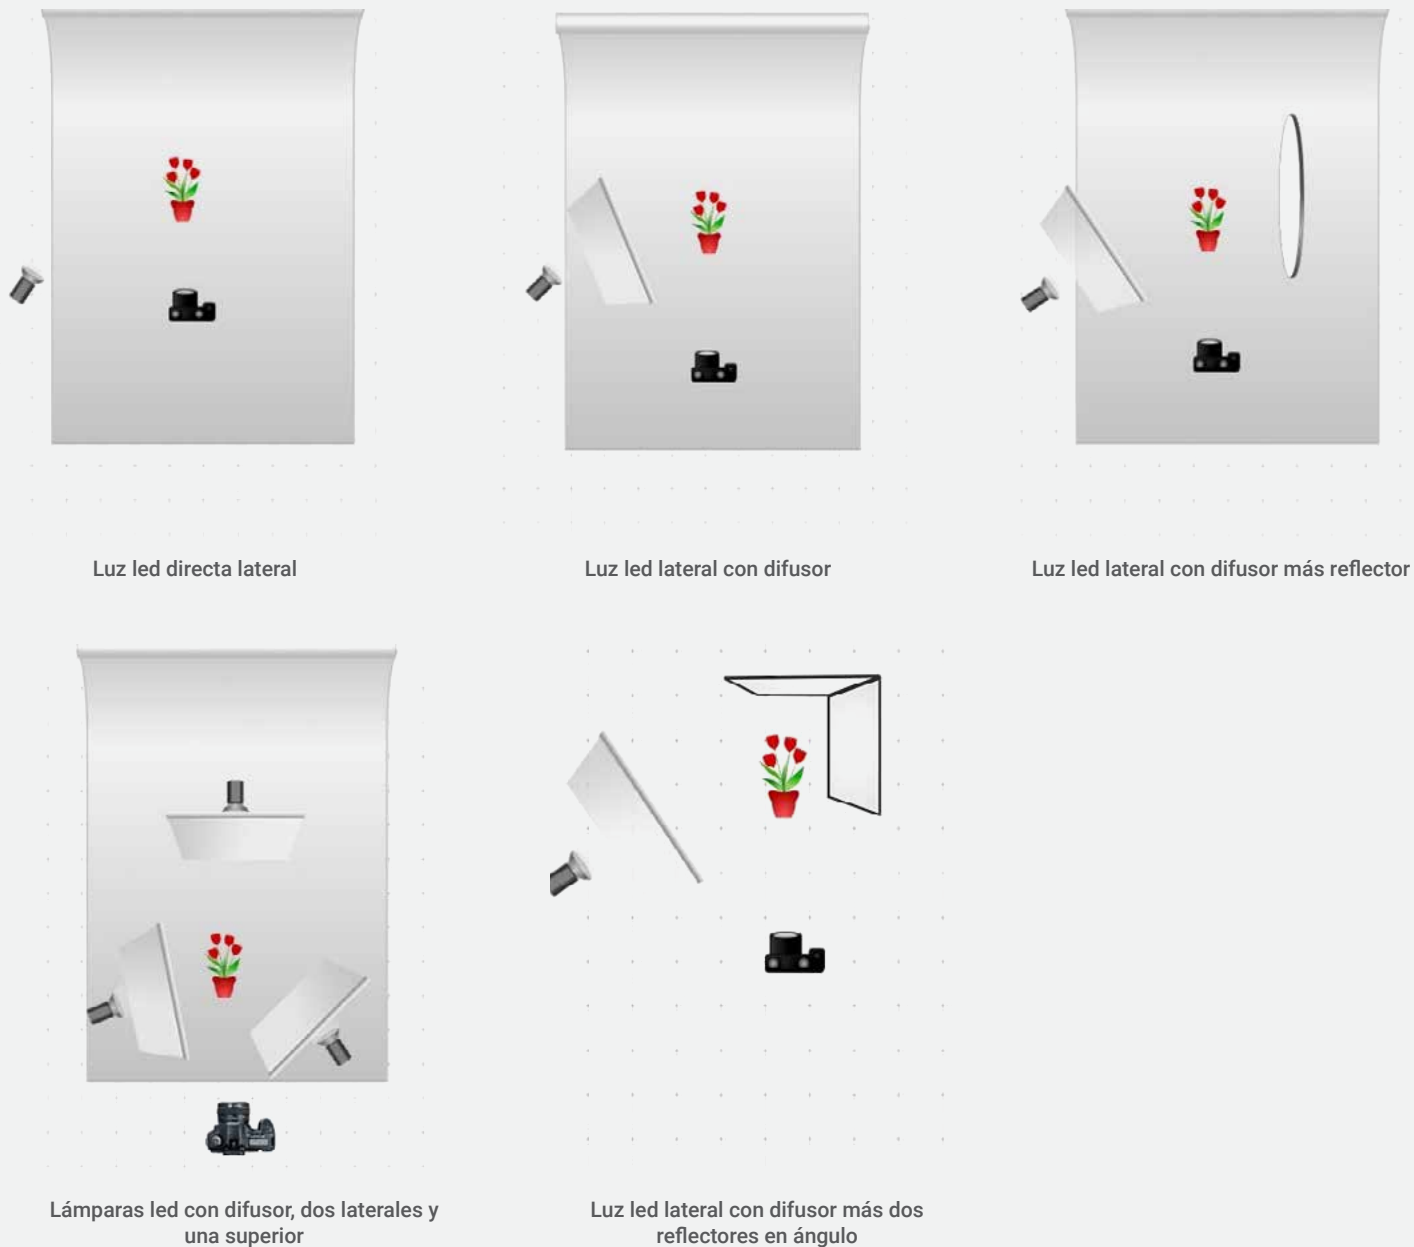 Luz led directa lateral
Luz led lateral con difusor
Luz led lateral con difusor más reflector
Lámparas led con difusor, dos laterales y
una superior
Luz led lateral con difusor más dos
reflectores en ángulo